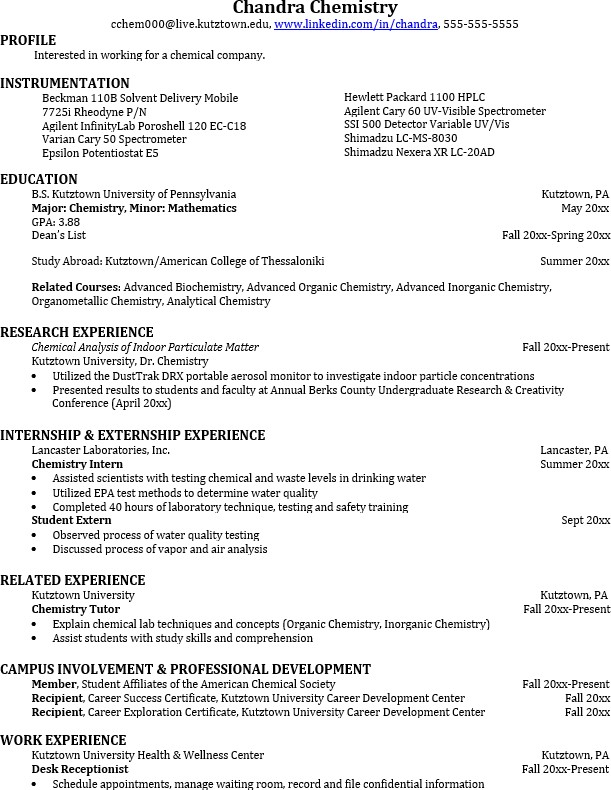 Chandra Chemistry
cchem000@live.kutztown.edu, www.linkedin.com/in/chandra, 555-555-5555
PROFILE
Interested in working for a chemical company.
INSTRUMENTATION
Beckman 110B Solvent Delivery Mobile
7725i Rheodyne P/N
Agilent InfinityLab Poroshell 120 EC-C18
Varian Cary 50 Spectrometer
Epsilon Potentiostat E5
Hewlett Packard 1100 HPLC
Agilent Cary 60 UV-Visible Spectrometer
SSI 500 Detector Variable UV/Vis
Shimadzu LC-MS-8030
Shimadzu Nexera XR LC-20AD
EDUCATION
B.S. Kutztown University of Pennsylvania Kutztown, PA
Major: Chemistry, Minor: Mathematics May 20xx
GPA: 3.88
Dean's List Fall 20xx-Spring 20xx
Study Abroad: Kutztown/American College of Thessaloniki Summer 20xx
Related Courses: Advanced Biochemistry, Advanced Organic Chemistry, Advanced Inorganic Chemistry,
Organometallic Chemistry, Analytical Chemistry
RESEARCH EXPERIENCE
Chemical Analysis of Indoor Particulate Matter Fall 20xx-Present
Kutztown University, Dr. Chemistry
• Utilized the DustTrak DRX portable aerosol monitor to investigate indoor particle concentrations
• Presented results to students and faculty at Annual Berks County Undergraduate Research & Creativity
Conference (April 20xx)
INTERNSHIP & EXTERNSHIP EXPERIENCE
Lancaster Laboratories, Inc. Lancaster, PA
Chemistry Intern Summer 20xx
• Assisted scientists with testing chemical and waste levels in drinking water
• Utilized EPA test methods to determine water quality
• Completed 40 hours of laboratory technique, testing and safety training
Student Extern Sept 20xx
• Observed process of water quality testing
• Discussed process of vapor and air analysis
RELATED EXPERIENCE
Kutztown University Kutztown, PA
Chemistry Tutor Fall 20xx-Present
• Explain chemical lab techniques and concepts (Organic Chemistry, Inorganic Chemistry)
• Assist students with study skills and comprehension
CAMPUS INVOLVEMENT & PROFESSIONAL DEVELOPMENT
Member, Student Affiliates of the American Chemical Society Fall 20xx-Present
Recipient, Career Success Certificate, Kutztown University Career Development Center Fall 20xx
Recipient, Career Exploration Certificate, Kutztown University Career Development Center Fall 20xx
WORK EXPERIENCE
Kutztown University Health & Wellness Center Kutztown, PA
Desk Receptionist Fall 20xx-Present
• Schedule appointments, manage waiting room, record and file confidential information